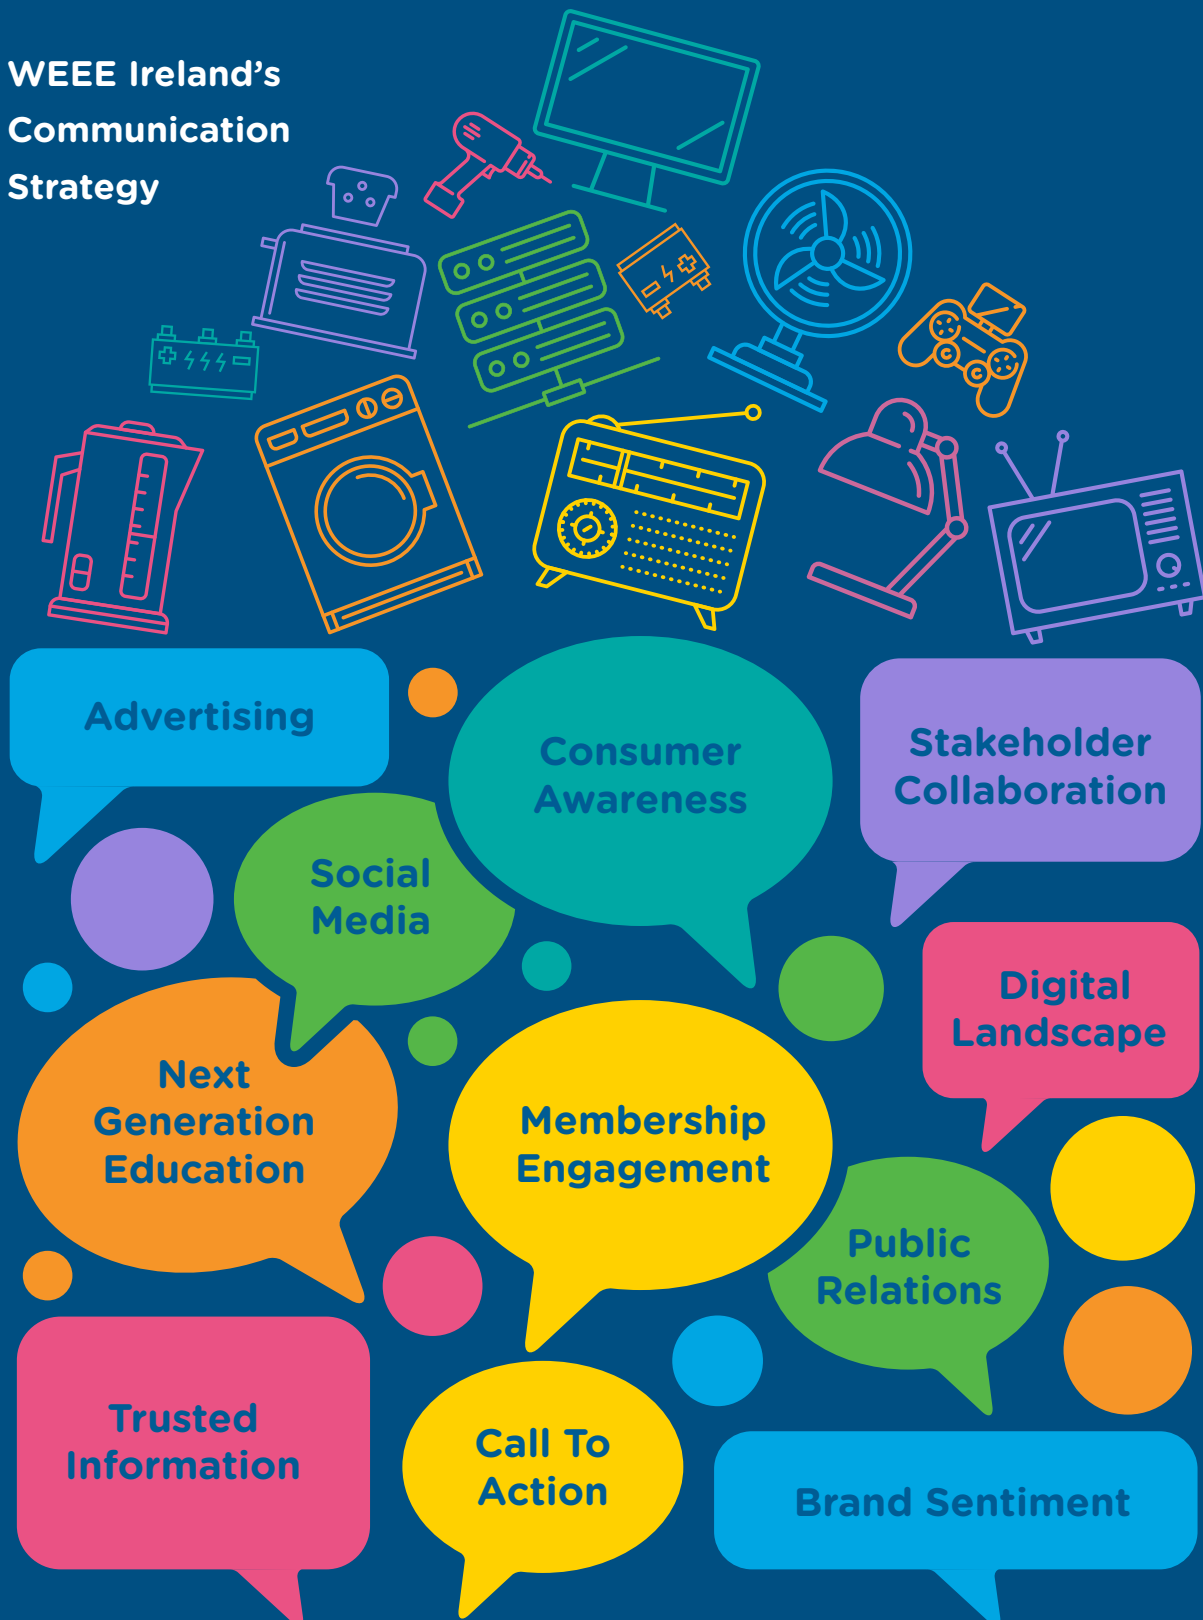 WEEE Ireland’s
Communication
Strategy
Advertising
Consumer
Awareness
Stakeholder
Collaboration
Social
Media
Digital
Landscape
Next
Generation
Education
Membership
Engagement
Public
Relations
Trusted
Information
Call To
Action
Brand Sentiment